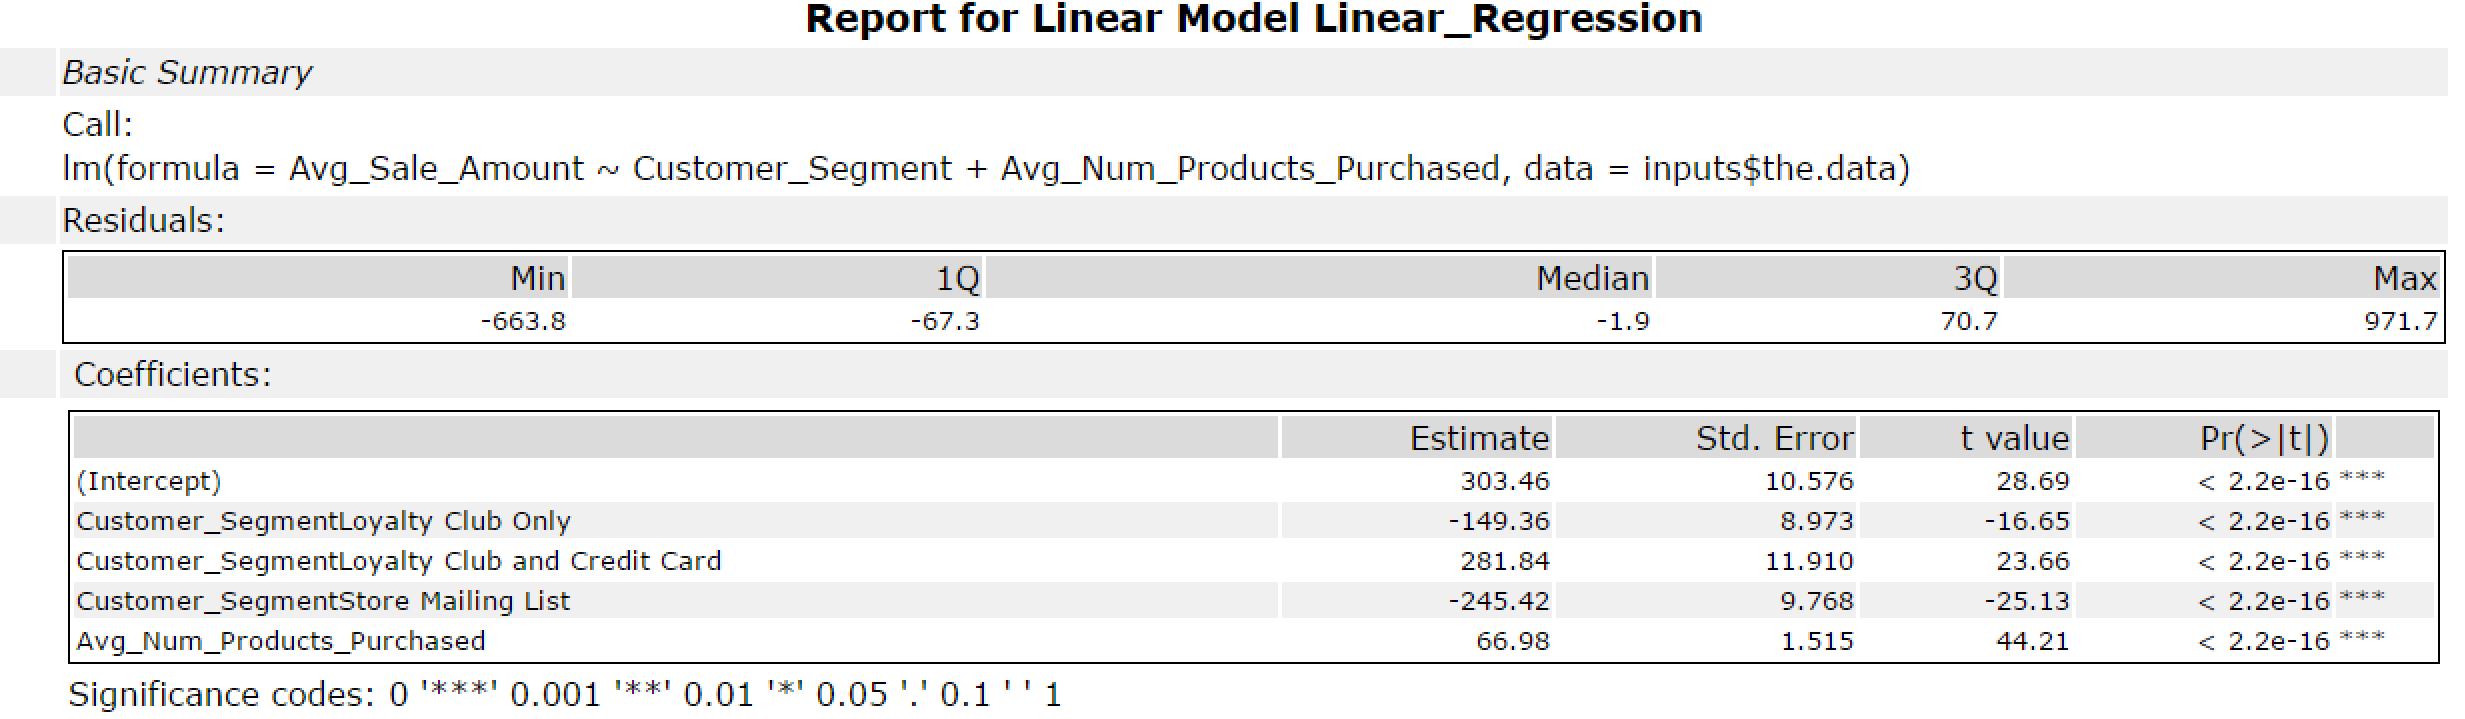 Report for Linear Model Linear_Regression
Basic Summary
Call:
lm(formula = Avg_Sale_Amount ~ Customer_Segment + Avg_Num_Products_Purchased, data = inputs$the.data)
Residuals:
Min 1Q Median 3Q Max
-663.8 -67.3 -1.9 70.7 971.7
Coefficients:
Estimate Std. Error t value Pr(>|t|)
(Intercept) 303.46 10.576 28.69 < 2.2e-16 ***
Customer_SegmentLoyalty Club Only -149.36 8.973 -16.65 < 2.2e-16 ***
Customer_SegmentLoyalty Club and Credit Card 281.84 11.910 23.66 < 2.2e-16 ***
Customer_SegmentStore Mailing List -245.42 9.768 -25.13 < 2.2e-16 ***
Avg_Num_Products_Purchased 66.98 1.515 44.21 < 2.2e-16 ***
Significance codes: 0 '***' 0.001 '**' 0.01 '*' 0.05 '.' 0.1 ' ' 1